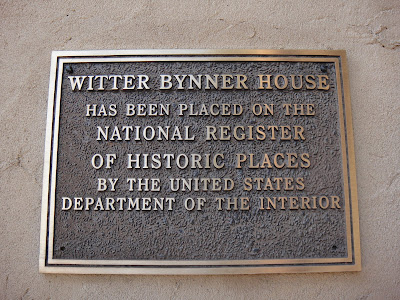 WITTER BYNNER HOUSE
HAS BEEN PLACED ON THE
NATIONAL REGISTER
OF HISTORIC PLACES
BY THE UNITED STATES
DEPARTMENT OF THE INTERIOR